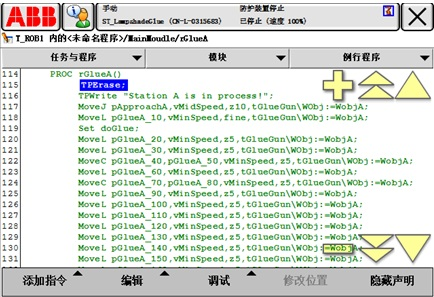 ABB
手动
防护装置停止
ST_LampshadeGlue (CN-L-0315683)
已停止 (速度 100%)
T_ROB1 内的<未命名程序>/MainMoudle/rGlueA
任务与程序
模块
例行程序
114 PROC rGlueA()
115 TPErase;
116 TPWrite "Station A is in process!";
117 MoveJ pApproachA,vMidSpeed,z10,tGlueGun\WObj:=WobjA;
118 MoveL pGlueA_10,vMinSpeed,fine,tGlueGun\WObj:=WobjA;
119 Set doGlue;
120 MoveL pGlueA_20,vMinSpeed,z5,tGlueGun\WObj:=WobjA;
121 MoveL pGlueA_30,vMinSpeed,z5,tGlueGun\WObj:=WobjA;
122 MoveC pGlueA_40,pGlueA_50,vMinSpeed,z5,tGlueGun\WObj:=WobjA;
123 MoveL pGlueA_60,vMinSpeed,z5,tGlueGun\WObj:=WobjA;
124 MoveC pGlueA_70,pGlueA_80,vMinSpeed,z5,tGlueGun\WObj:=WobjA;
125 MoveL pGlueA_90,vMinSpeed,z5,tGlueGun\WObj:=WobjA;
126 MoveL pGlueA_100,vMinSpeed,z5,tGlueGun\WObj:=WobjA;
127 MoveL pGlueA_110,vMinSpeed,z5,tGlueGun\WObj:=WobjA;
128 MoveL pGlueA_120,vMinSpeed,z5,tGlueGun\WObj:=WobjA;
129 MoveL pGlueA_130,vMinSpeed,z5,tGlueGun\WObj:=WobjA;
130 MoveL pGlueA_140,vMinSpeed,z5,tGlueGun\WObj:=WobjA
131 MoveL pGlueA_150,vMinSpeed,z5,tGlueGun\WObj:=WobjA
添加指令
编辑
调试
修改位置
隐藏声明